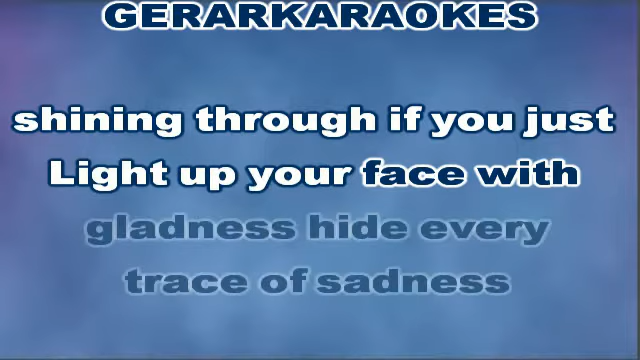 GERARKARAOKES
shining through if you just
Light up your face with
gladness hide every
trace of sadness